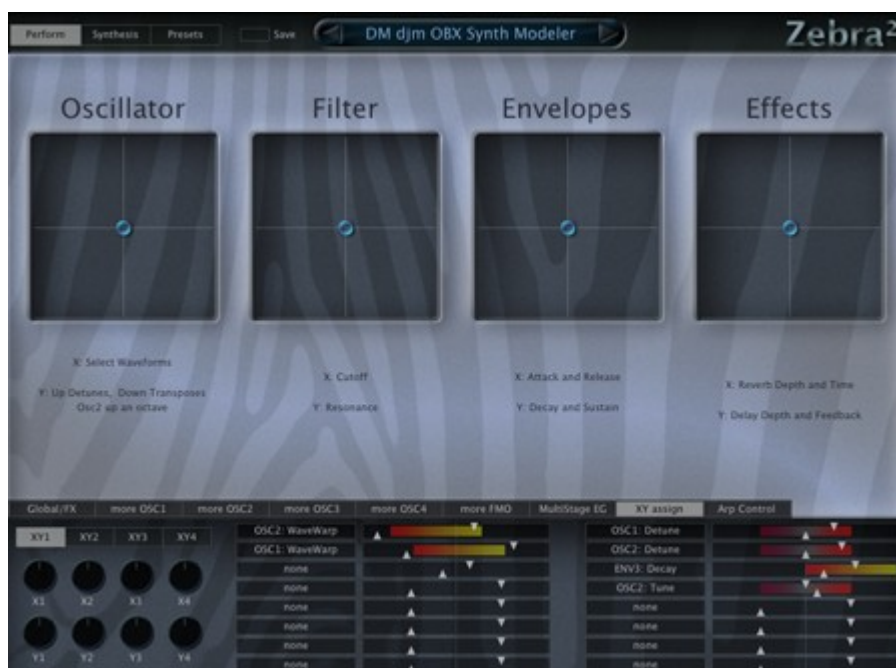 Perform Synthesis Presets Save DM djm OBX Synth Modeler Zebra2
Oscillator Filter Envelopes Effects
X: Select Waveforms
Y: Up Detunes, Down Transposes
Osc2 up an octave
X: Cutoff
Y: Resonance
X: Attack and Release
Y: Decay and Sustain
X: Reverb Depth and Time
Y: Delay Depth and Feedback
Global/FX more OSC1 more OSC2 more OSC3 more OSC4 more FMO MultiStage EG XY assign Arp Control
XY1 XY2 XY3 XY4
X1 X2 X3 X4
Y1 Y2 Y3 Y4
OSC2: WaveWarp
OSC1: WaveWarp
none
none
none
none
none
none
OSC1: Detune
OSC2: Detune
ENV3: Decay
OSC2: Tune
none
none
none
none